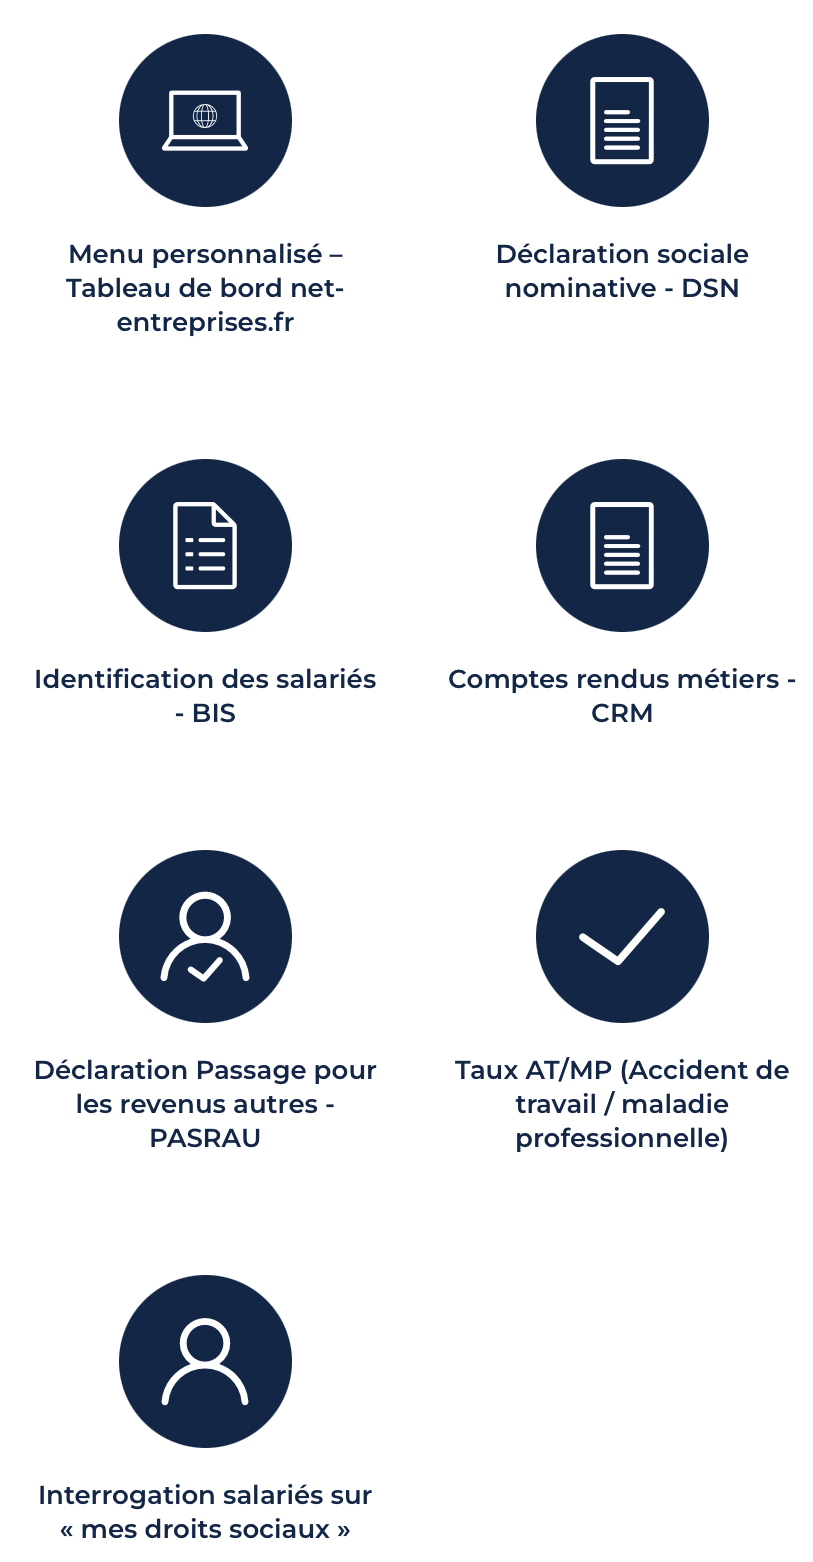 Menu personnalisé –
Tableau de bord net-
entreprises.fr
Déclaration sociale
nominative - DSN
Identification des salariés
- BIS
Comptes rendus métiers -
CRM
Déclaration Passage pour
les revenus autres -
PASRAU
Taux AT/MP (Accident de
travail / maladie
professionnelle)
Interrogation salariés sur
« mes droits sociaux »